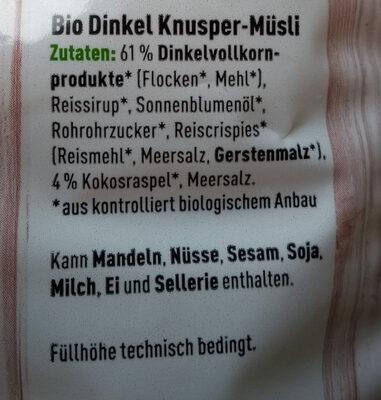 Bio Dinkel Knusper-Müsli
Zutaten: 61 % Dinkelvollkorn-
produkte* (Flocken*, Mehl*),
Reissirup*, Sonnenblumenöl*,
Rohrohrzucker*, Reiscrispies*
(Reismehl*, Meersalz, Gerstenmalz*),
4 % Kokosraspel*, Meersalz.
*aus kontrolliert biologischem Anbau
Kann Mandeln, Nüsse, Sesam, Soja,
Milch, Ei und Sellerie enthalten.
Füllhöhe technisch bedingt.